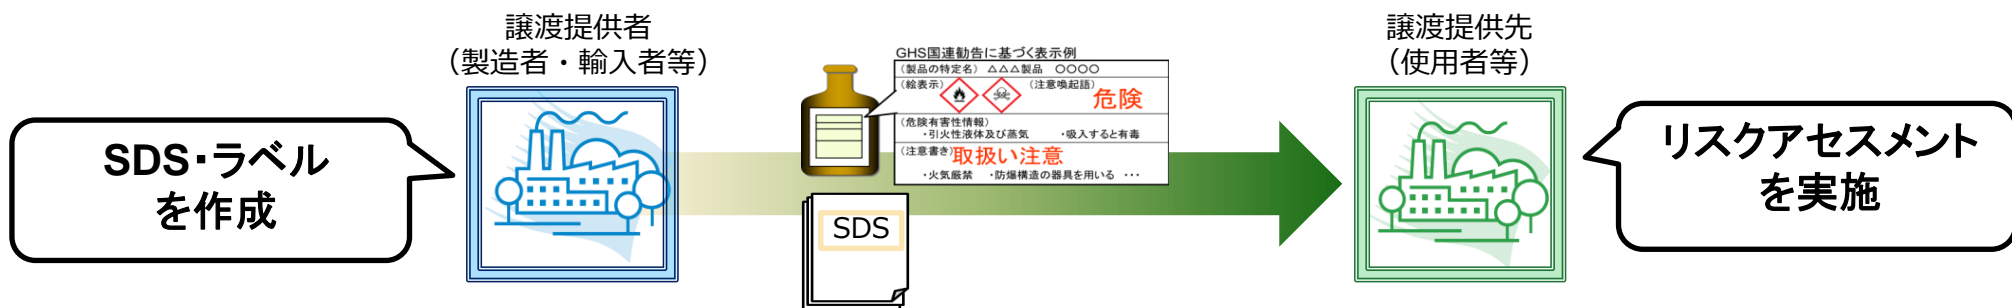 譲渡提供者
（製造者・輸入者等）
SDS・ラベル
を作成
GHS国連勧告に基づく表示例
（製品の特定名） △△△製品 ○○○○
（絵表示）
（注意喚起語）
危険
（危険有害性情報）
・引火性液体及び蒸気 ・吸入すると有毒
（注意書き）取扱い注意
・火気厳禁 ・防爆構造の器具を用いる ・・・
SDS
譲渡提供先
（使用者等）
リスクアセスメント
を実施